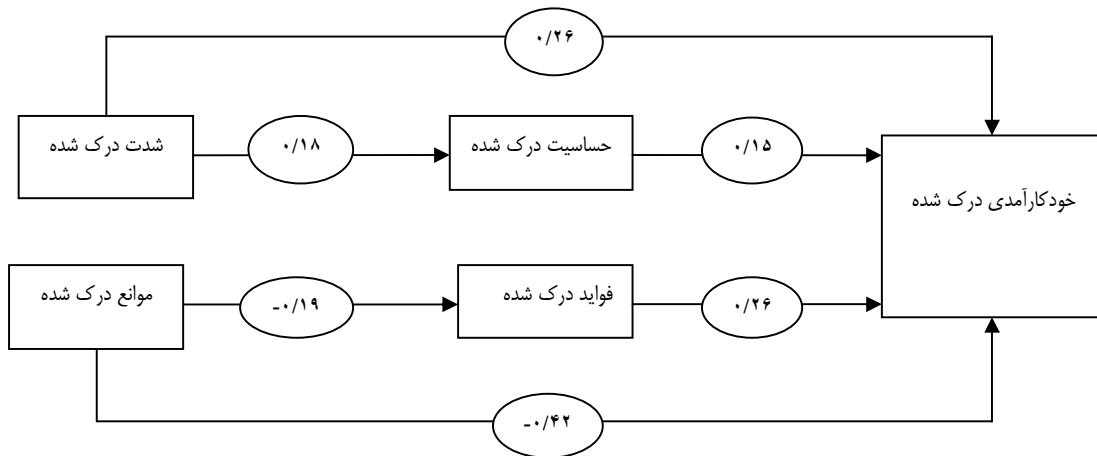 ۰/۲۶
شدت درک شده
۰/۱۸
حساسیت درک شده
۰/۱۵
خودکارآمدی درک شده
موانع درک شده
-۰/۱۹
فواید درک شده
۰/۲۶
-۰/۴۲